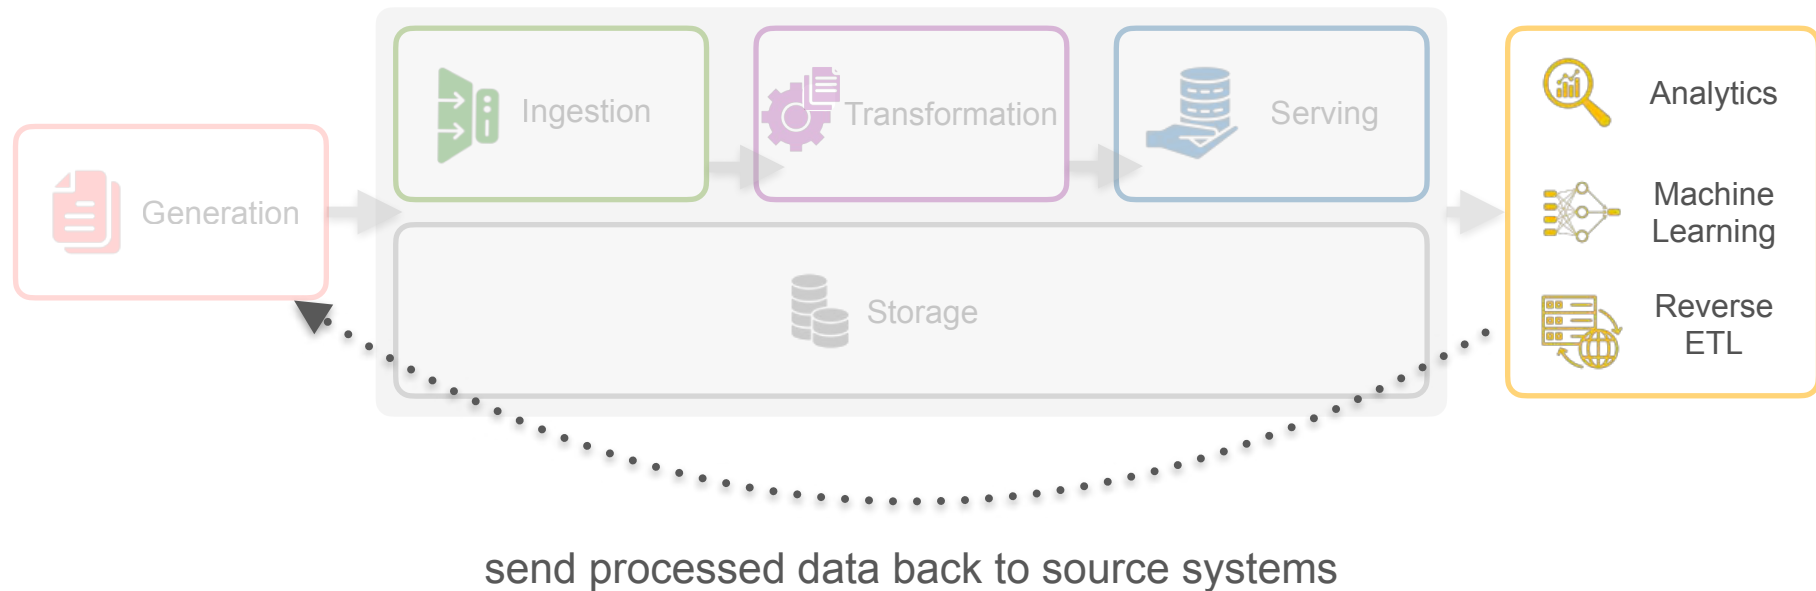 Generation
Ingestion
Transformation
Serving
Storage
Analytics
Machine
Learning
Reverse
ETL
send processed data back to source systems